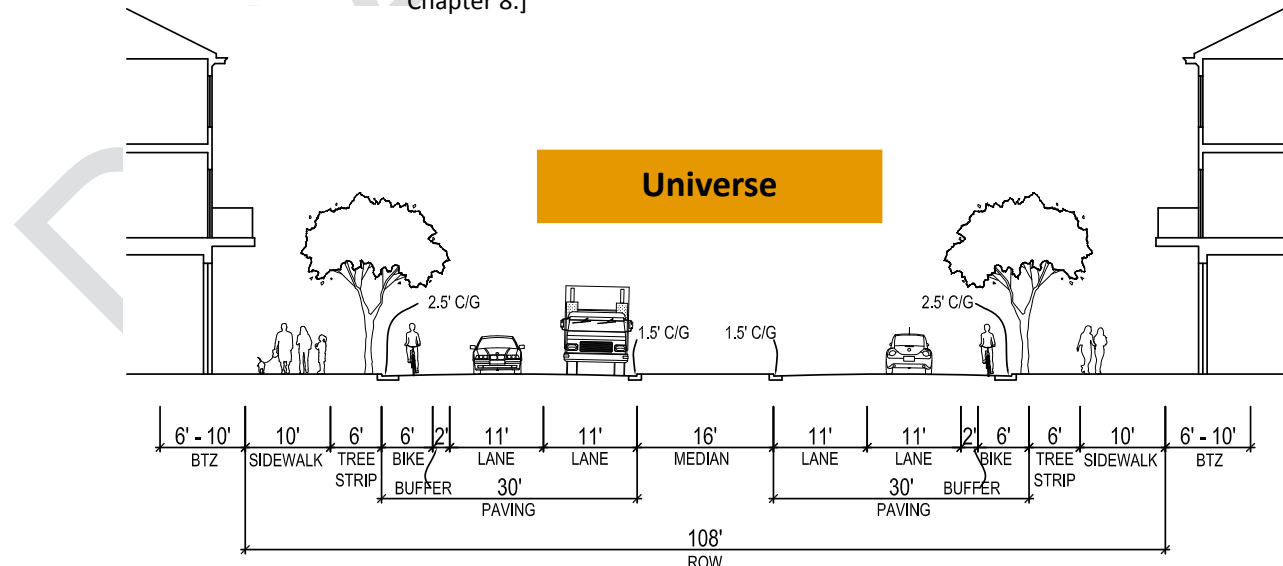 Chapter 8.]
Universe
2.5' C/G
2.5' C/G
1.5' C/G
1.5' C/G
6' - 10'
10'
6'
6'
2'
11'
11'
16'
11'
11'
2'
6'
6'
10'
6' - 10'
BTZ
SIDEWALK
TREE
STRIP
BIKE
LANE
LANE
MEDIAN
LANE
LANE
BIKE
TREE
STRIP
SIDEWALK
BTZ
BUFFER
30'
PAVING
30'
BUFFER
PAVING
108'
ROW